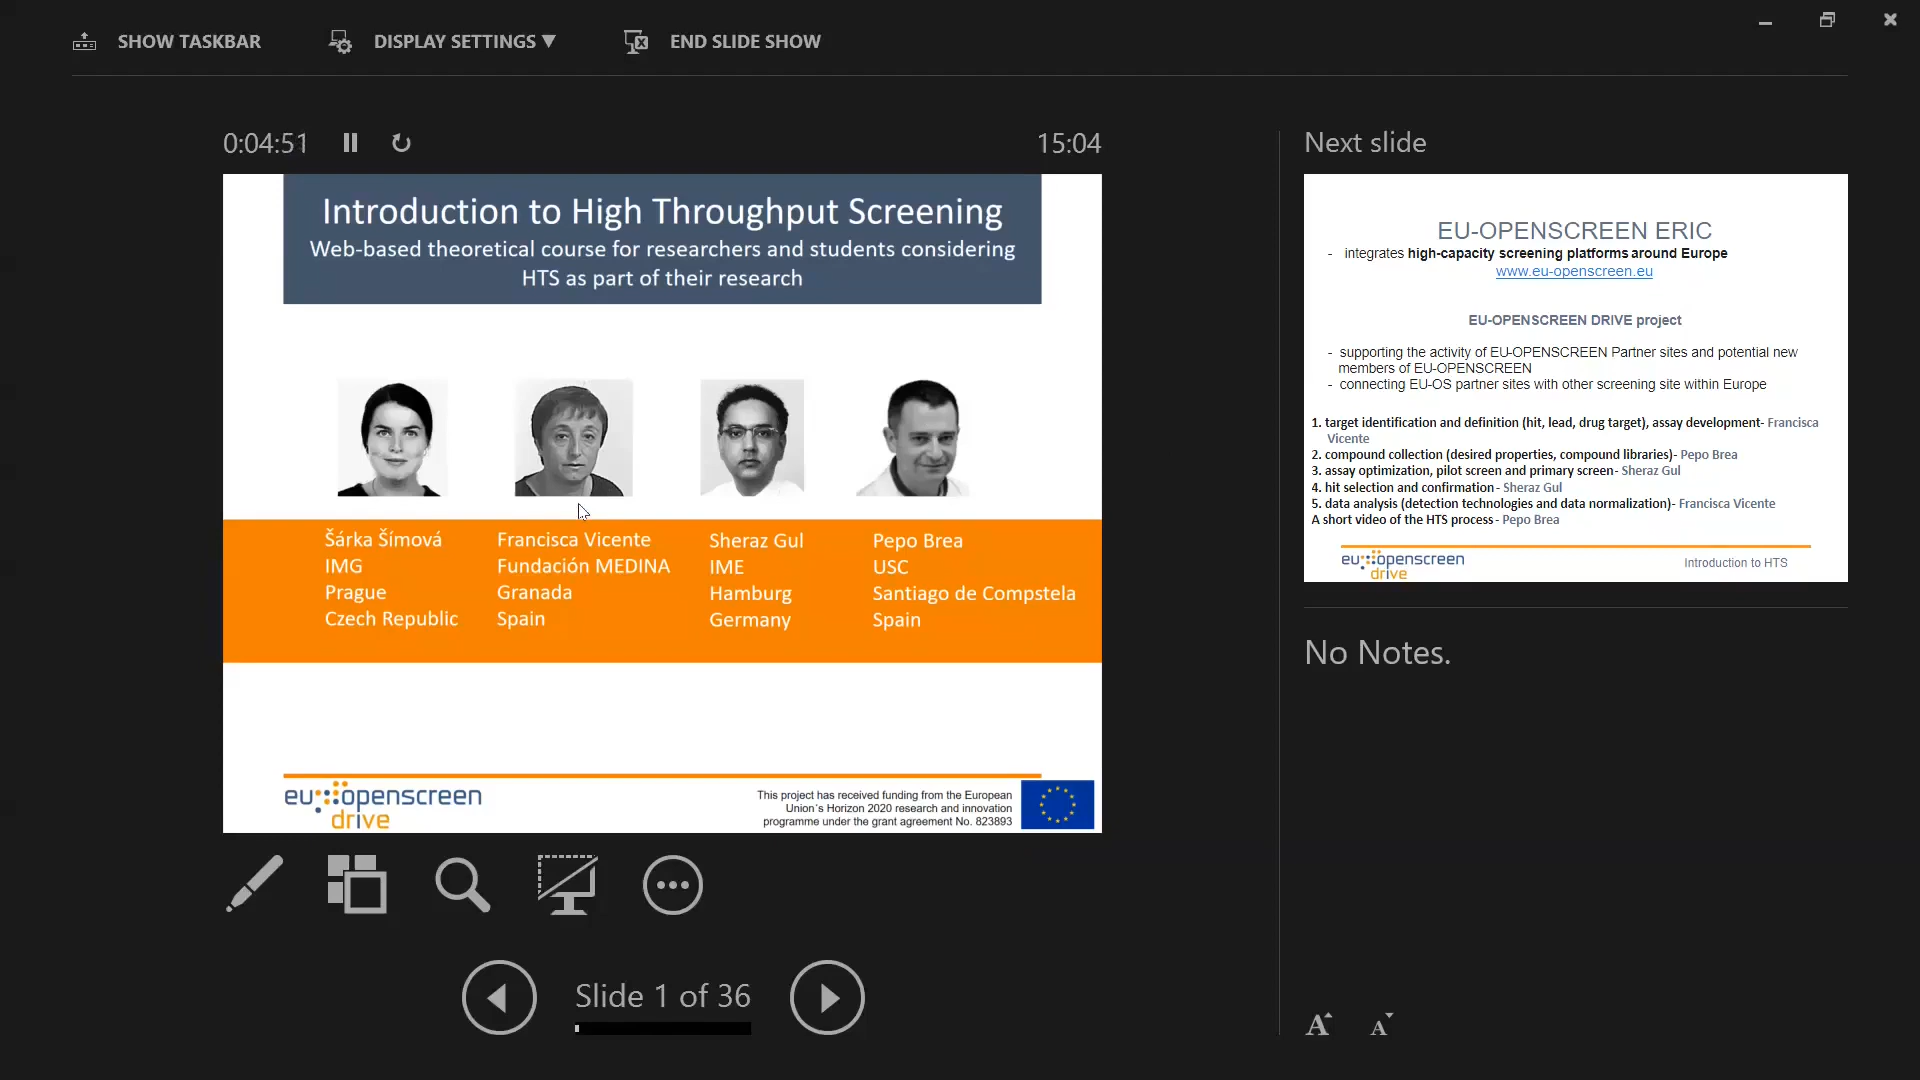 SHOW TASKBAR
DISPLAY SETTINGS ▼
END SLIDE SHOW
0:04:51
15:04
Introduction to High Throughput Screening
Web-based theoretical course for researchers and students considering
HTS as part of their research
Šárka Šímová
IMG
Prague
Czech Republic
Francisca Vicente
Fundación MEDINA
Granada
Spain
Sheraz Gul
IME
Hamburg
Germany
Pepo Brea
USC
Santiago de Compstela
Spain
eu openscreen
drive
This project has received funding from the European
Union´s Horizon 2020 research and innovation
programme under the grant agreement No. 823893
Slide 1 of 36
Next slide
EU-OPENSCREEN ERIC
- integrates high-capacity screening platforms around Europe
www.eu-openscreen.eu
EU-OPENSCREEN DRIVE project
- supporting the activity of EU-OPENSCREEN Partner sites and potential new
members of EU-OPENSCREEN
- connecting EU-OS partner sites with other screening site within Europe
1. target identification and definition (hit, lead, drug target), assay development- Francisca
Vicente
2. compound collection (desired properties, compound libraries)- Pepo Brea
3. assay optimization, pilot screen and primary screen- Sheraz Gul
4. hit selection and confirmation- Sheraz Gul
5. data analysis (detection technologies and data normalization)- Francisca Vicente
A short video of the HTS process- Pepo Brea
eu openscreen
drive
Introduction to HTS
No Notes.
A A